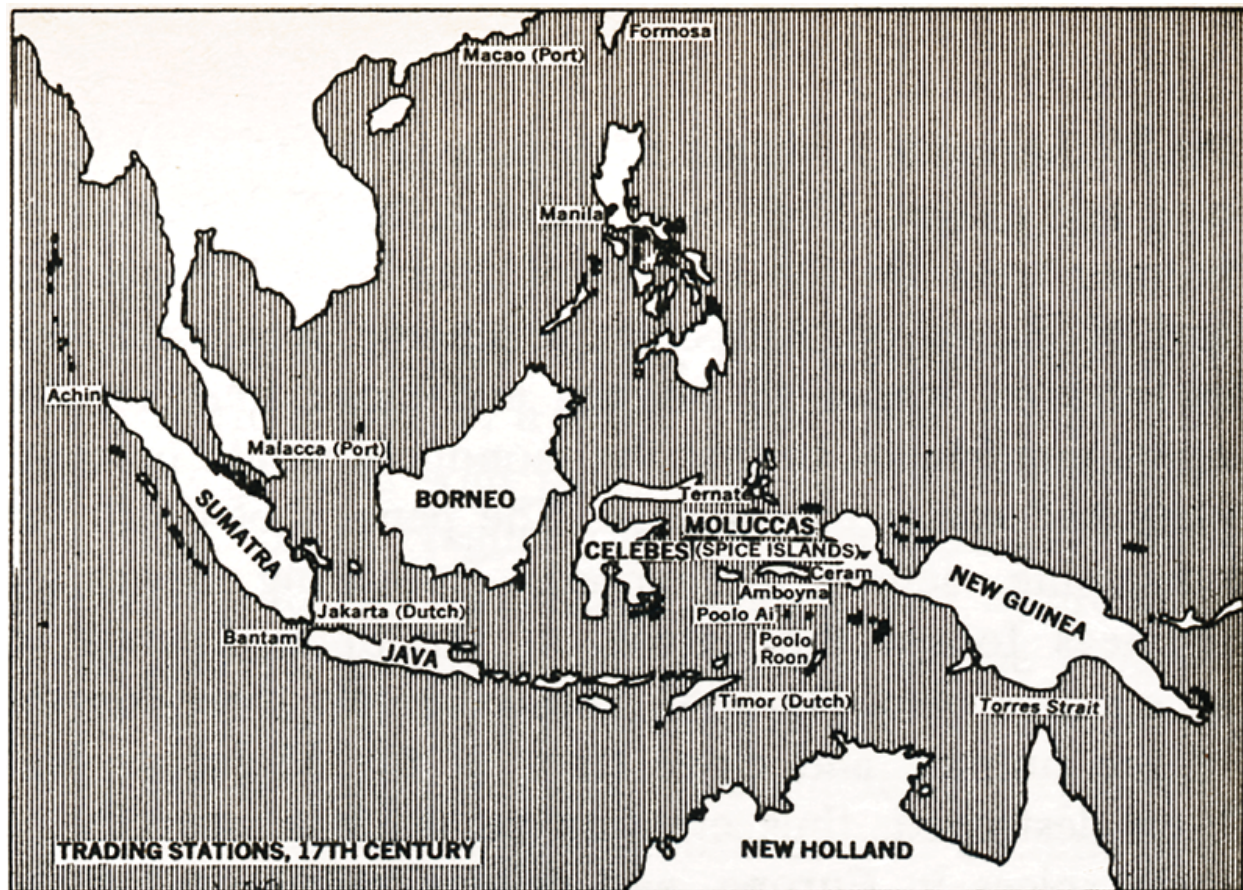 Formosa
Macao (Port)
Manila
Achin
Malacca (Port)
BORNEO
SUMATRA
Ternate
MOLUCCAS
CELEBES (SPICE ISLANDS)
Ceram
NEW GUINEA
Amboyna
Jakarta (Dutch)
Poolo Ai
Bantam
JAVA
Poolo
Roon
Timor (Dutch)
Torres Strait
TRADING STATIONS, 17TH CENTURY
NEW HOLLAND